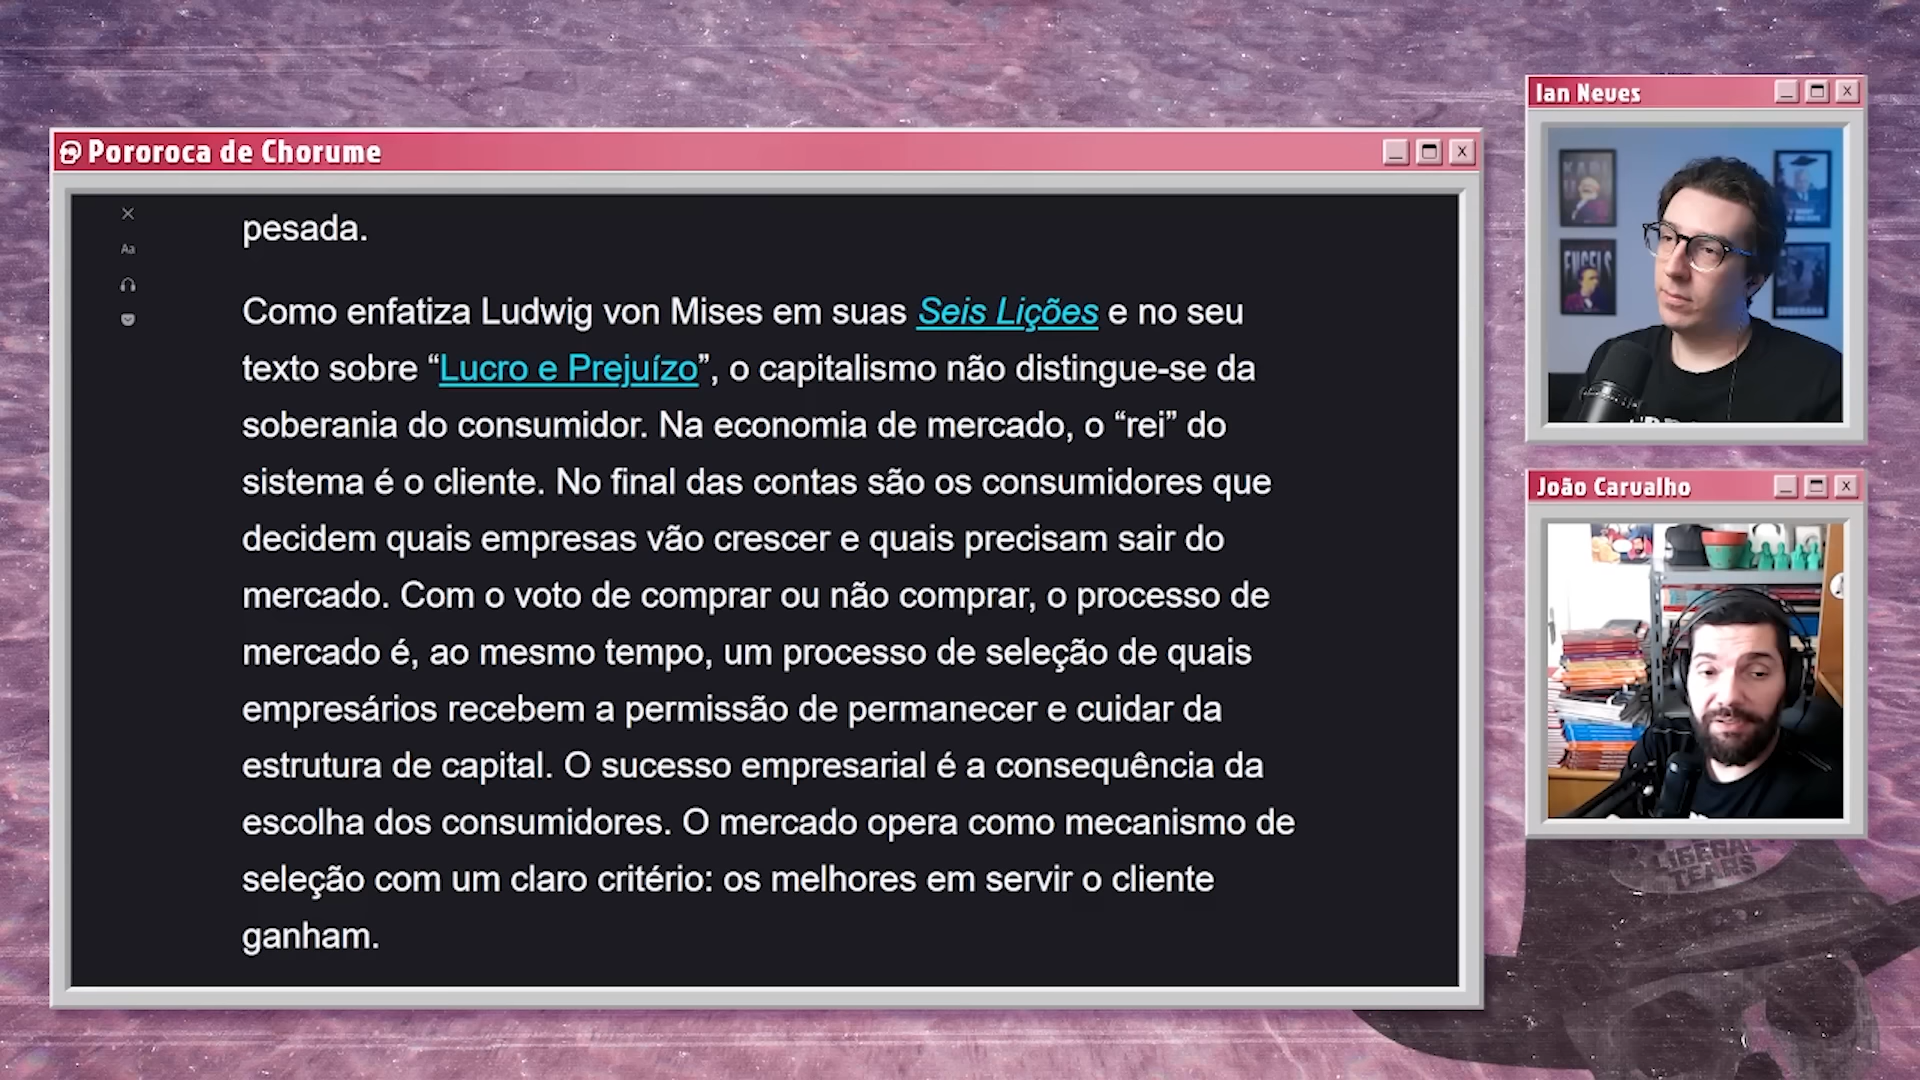 Pororoca de Chorume
Aa
pesada.
Como enfatiza Ludwig von Mises em suas Seis Lições e no seu
texto sobre “Lucro e Prejuízo”, o capitalismo não distingue-se da
soberania do consumidor. Na economia de mercado, o “rei” do
sistema é o cliente. No final das contas são os consumidores que
decidem quais empresas vão crescer e quais precisam sair do
mercado. Com o voto de comprar ou não comprar, o processo de
mercado é, ao mesmo tempo, um processo de seleção de quais
empresários recebem a permissão de permanecer e cuidar da
estrutura de capital. O sucesso empresarial é a consequência da
escolha dos consumidores. O mercado opera como mecanismo de
seleção com um claro critério: os melhores em servir o cliente
ganham.
Ian Neves
KARL
ENGELS
João Carvalho
LIBERAL
TEARS